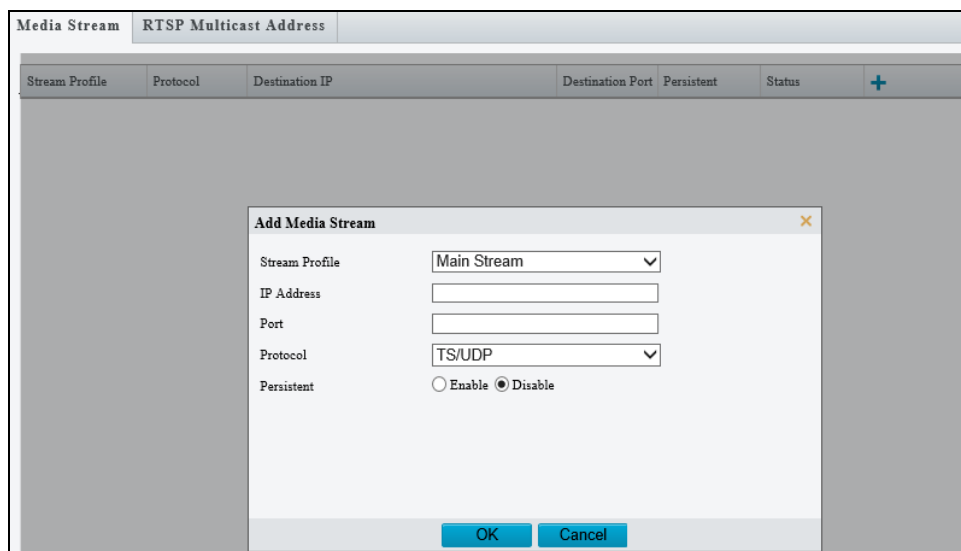 Media Stream RTSP Multicast Address
Stream Profile Protocol Destination IP Destination Port Persistent Status +
Add Media Stream ×
Stream Profile Main Stream
IP Address
Port
Protocol TS/UDP
Persistent Enable Disable
OK Cancel